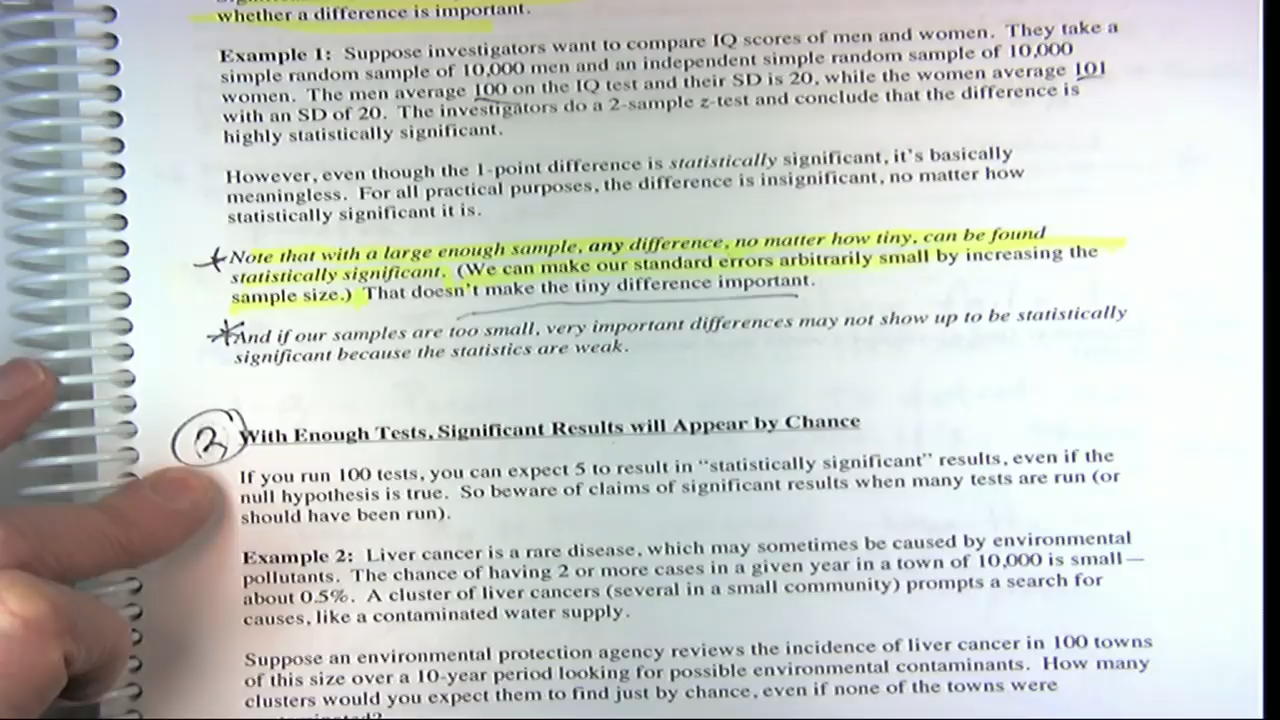 whether a difference is important.
Example 1: Suppose investigators want to compare IQ scores of men and women. They take a
simple random sample of 10,000 men and an independent simple random sample of 10,000
women. The men average 100 on the IQ test and their SD is 20, while the women average 101
with an SD of 20. The investigators do a 2-sample z-test and conclude that the difference is
highly statistically significant.
However, even though the 1-point difference is statistically significant, it's basically
meaningless. For all practical purposes, the difference is insignificant, no matter how
statistically significant it is.
Note that with a large enough sample, any difference, no matter how tiny, can be found
statistically significant. (We can make our standard errors arbitrarily small by increasing the
sample size.) That doesn't make the tiny difference important.
And if our samples are too small, very important differences may not show up to be statistically
significant because the statistics are weak.
2 With Enough Tests, Significant Results will Appear by Chance
If you run 100 tests, you can expect 5 to result in "statistically significant" results, even if the
null hypothesis is true. So beware of claims of significant results when many tests are run (or
should have been run).
Example 2: Liver cancer is a rare disease, which may sometimes be caused by environmental
pollutants. The chance of having 2 or more cases in a given year in a town of 10,000 is small—
about 0.5%. A cluster of liver cancers (several in a small community) prompts a search for
causes, like a contaminated water supply.
Suppose an environmental protection agency reviews the incidence of liver cancer in 100 towns
of this size over a 10-year period looking for possible environmental contaminants. How many
clusters would you expect them to find just by chance, even if none of the towns were